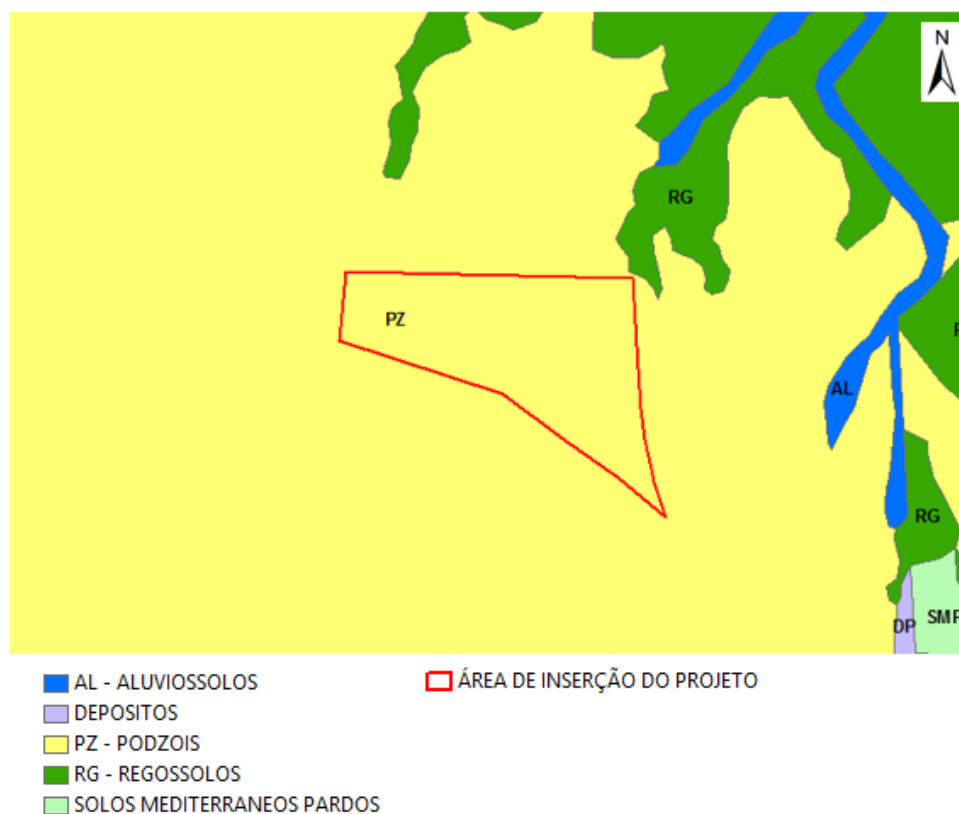 N
RG
PZ
AL
RG
DP
SMP
AL - ALUVIOSSOLOS
ÁREA DE INSERÇÃO DO PROJETO
DEPOSITOS
PZ - PODZOIS
RG - REGOSSOLOS
SOLOS MEDITERRANEOS PARDOS